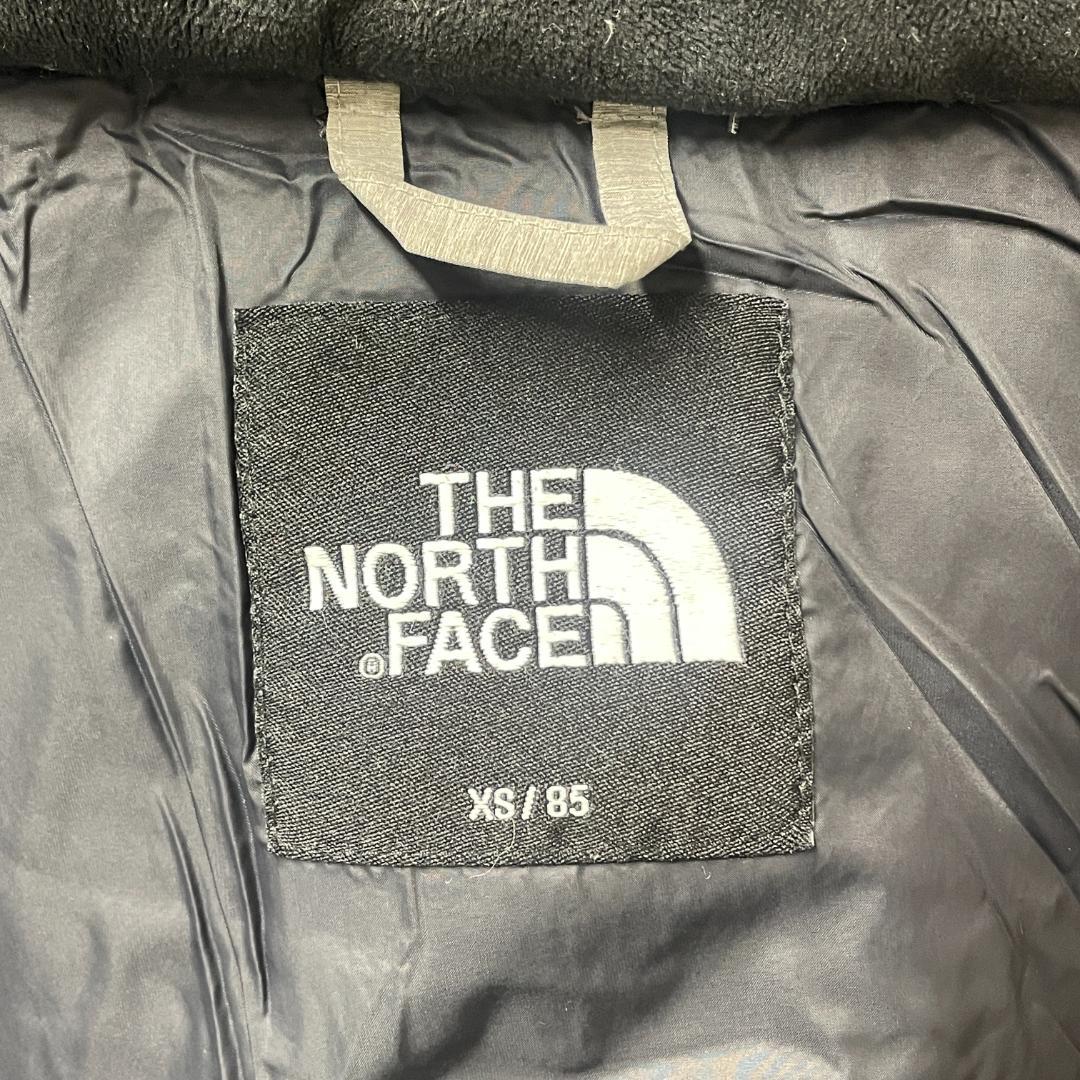 THE
NORTH
®FACE
XS / 85